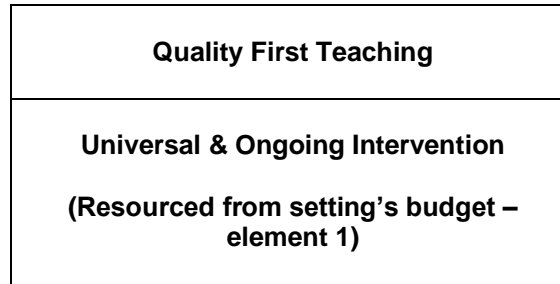 Quality First Teaching
Universal & Ongoing Intervention
(Resourced from setting’s budget –
element 1)